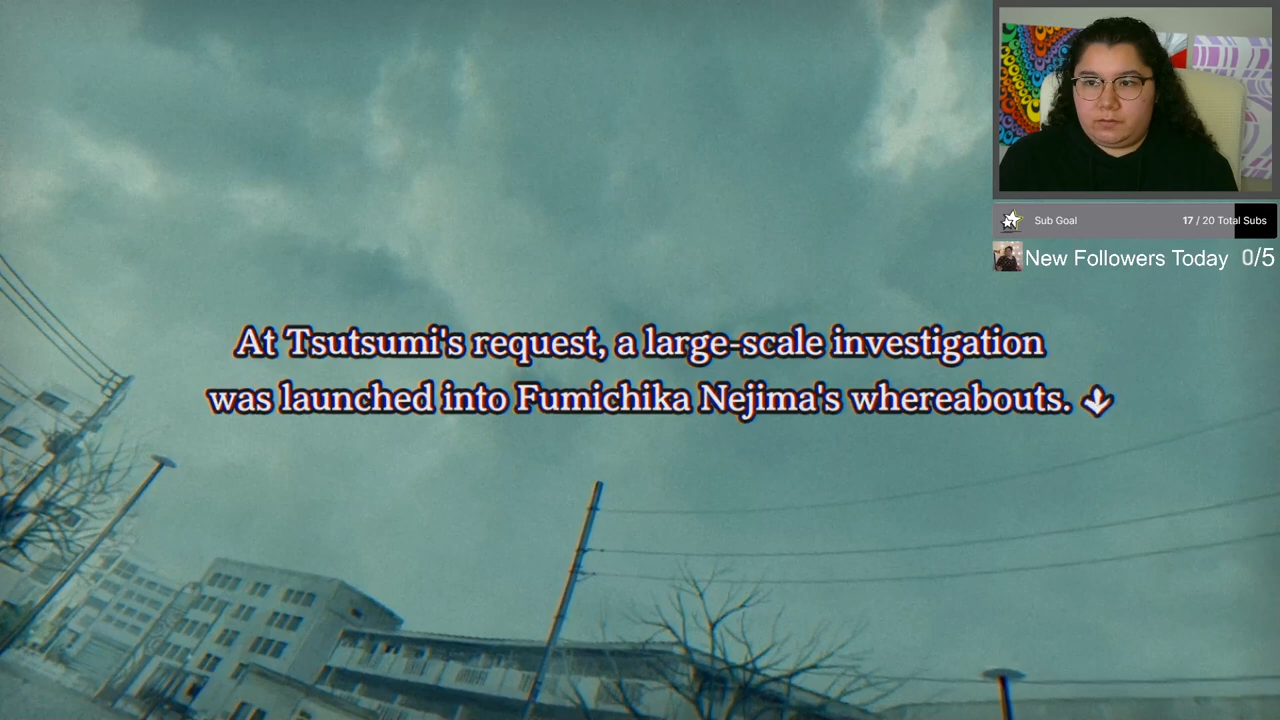 Sub Goal 17 / 20 Total Subs
New Followers Today 0/5
At Tsutsumi's request, a large-scale investigation
was launched into Fumichika Nejima's whereabouts.